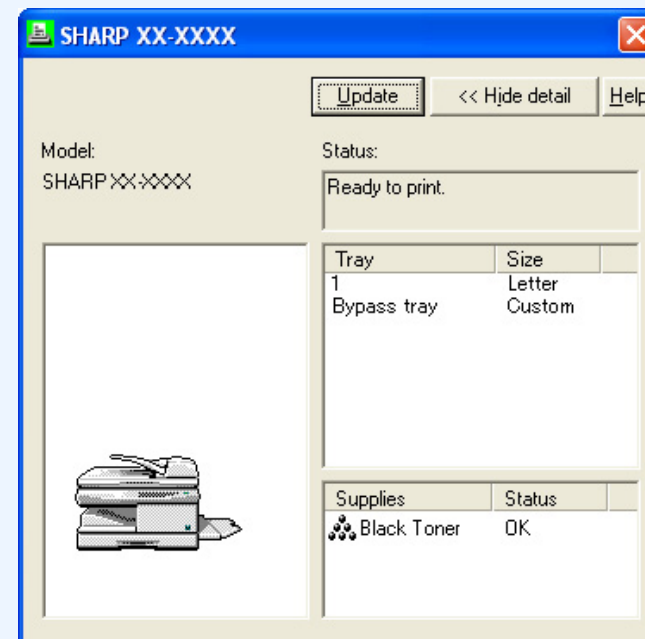 SHARP XX-XXXX
Update << Hide detail Help
Model:
SHARP XX-XXXX
Status:
Ready to print.
Tray Size
1 Letter
Bypass tray Custom
Supplies Status
Black Toner OK